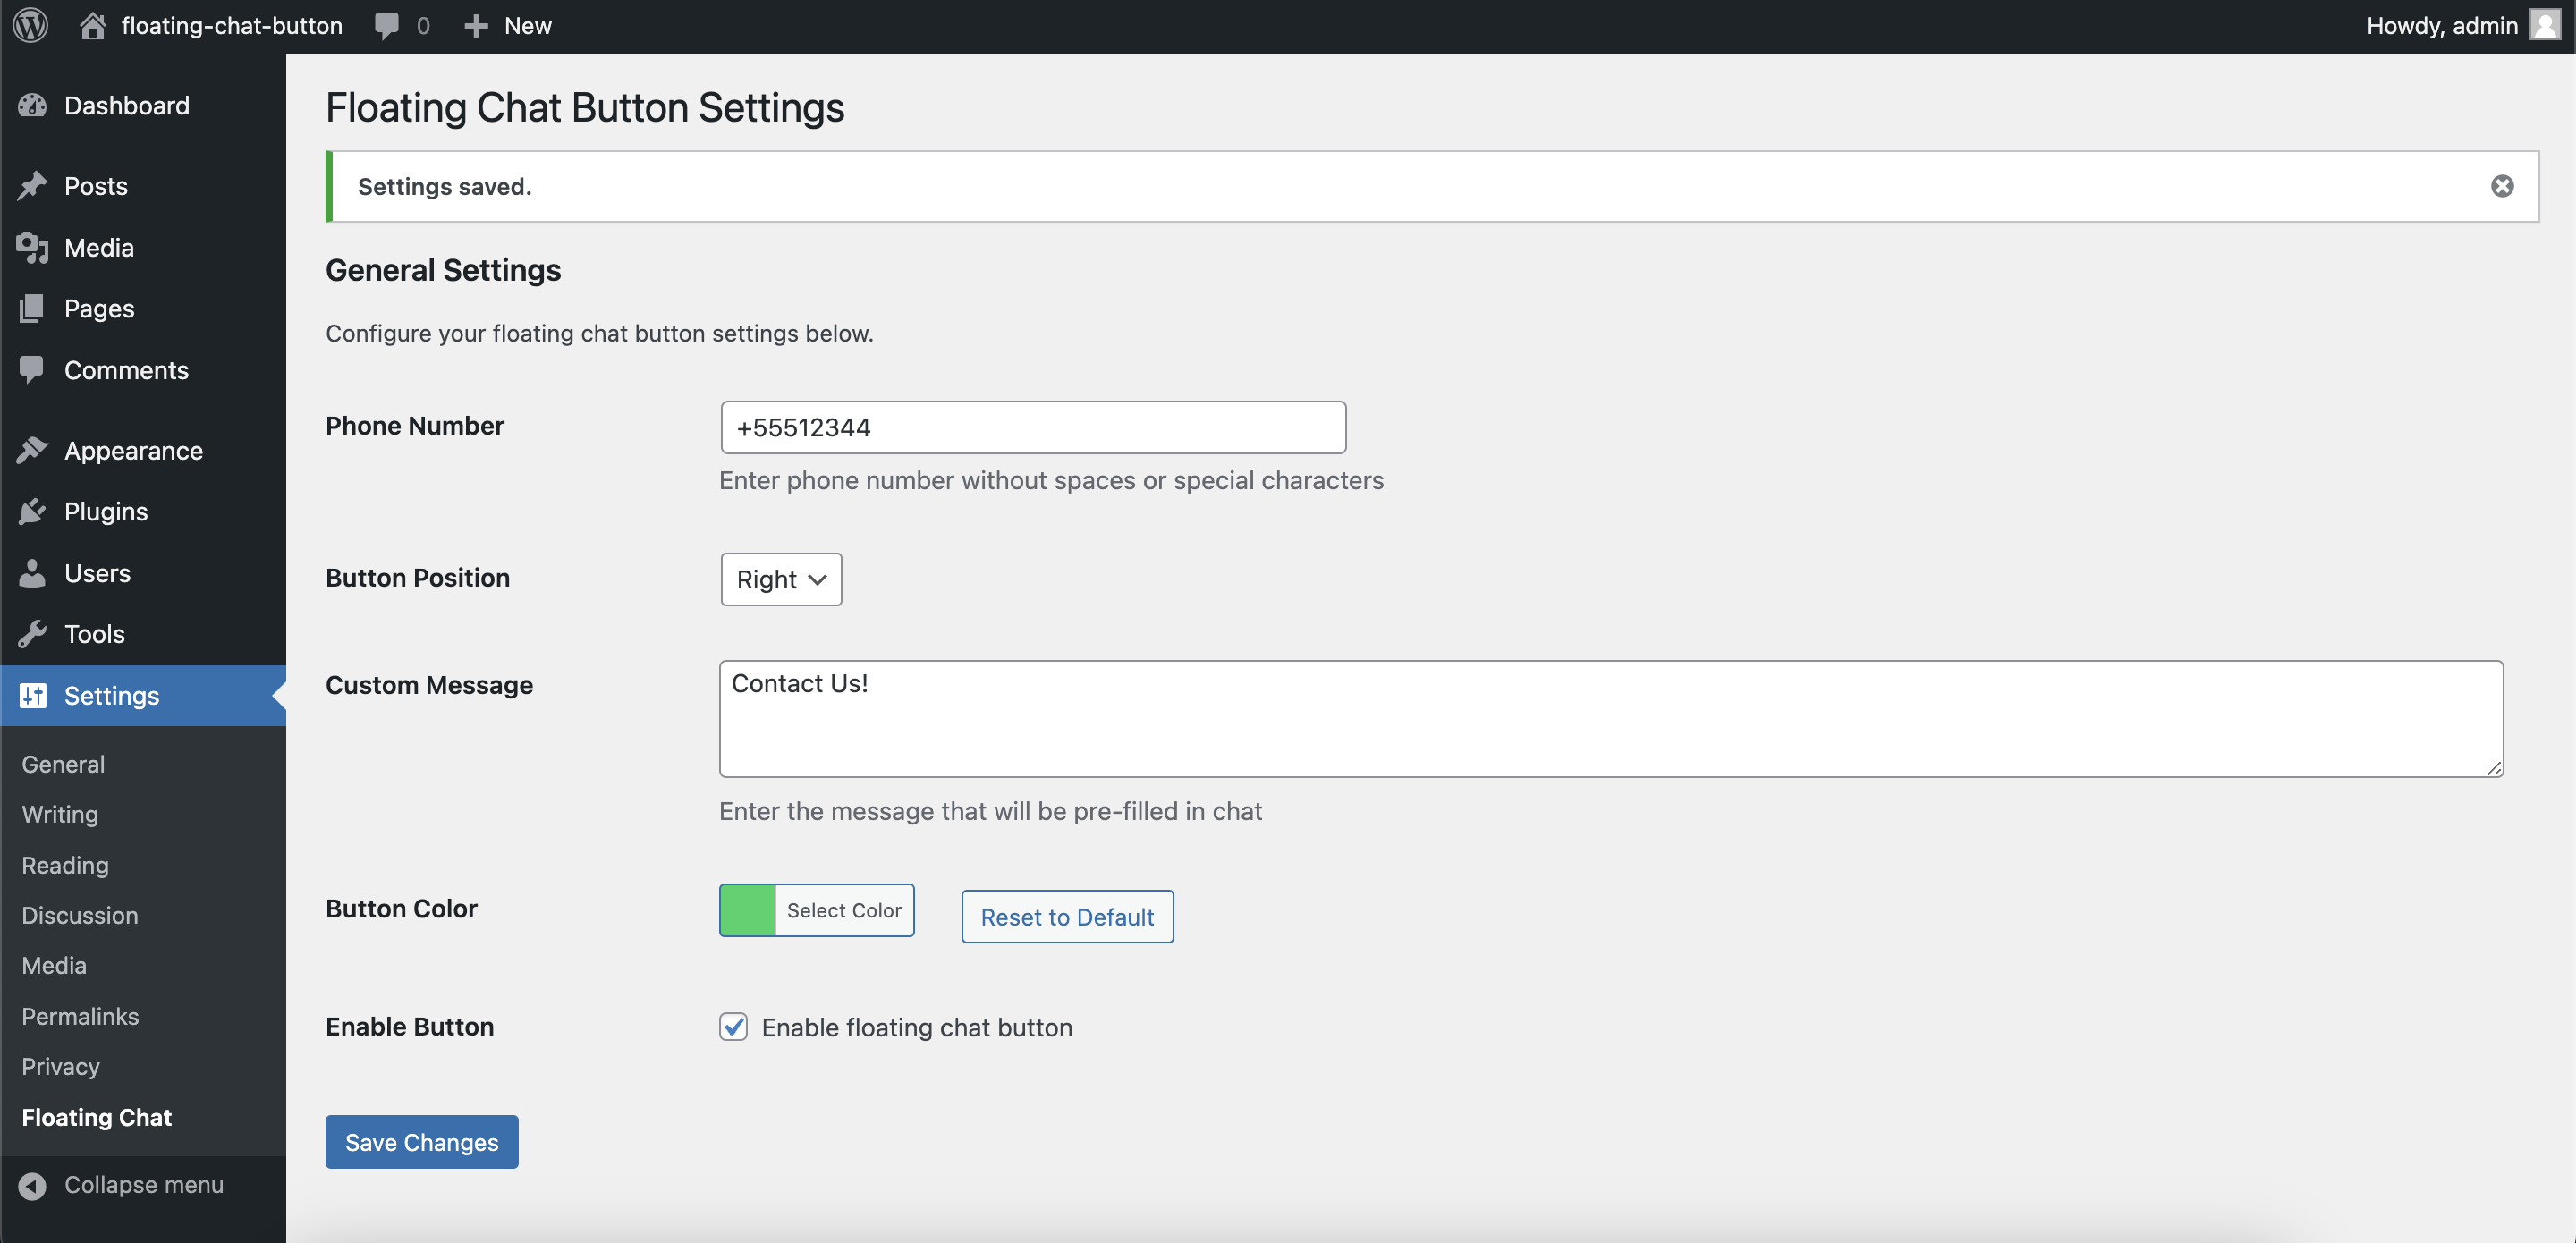 floating-chat-button 0 New Howdy, admin
Dashboard
Posts
Media
Pages
Comments
Appearance
Plugins
Users
Tools
Settings
General
Writing
Reading
Discussion
Media
Permalinks
Privacy
Floating Chat
Collapse menu
Floating Chat Button Settings
Settings saved.
General Settings
Configure your floating chat button settings below.
Phone Number +55512344
Enter phone number without spaces or special characters
Button Position Right
Custom Message Contact Us!
Enter the message that will be pre-filled in chat
Button Color Select Color Reset to Default
Enable Button Enable floating chat button
Save Changes